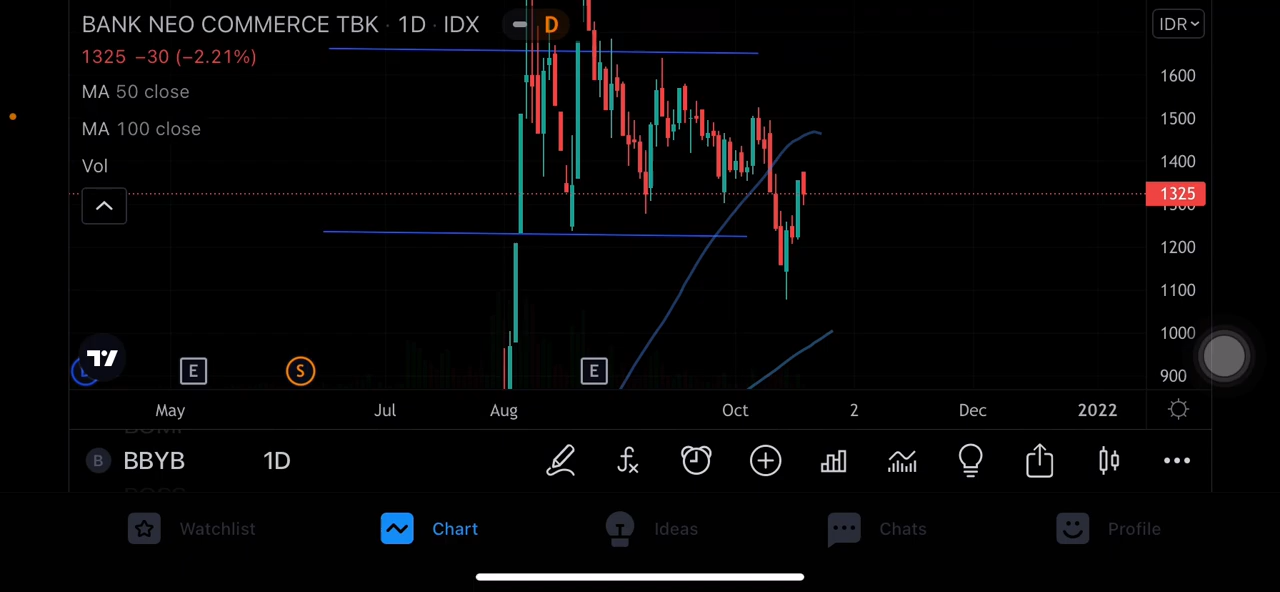 BANK NEO COMMERCE TBK · 1D · IDX D IDR
1325 −30 (−2.21%)
MA 50 close
MA 100 close
Vol
1600
1500
1400
1325
1300
1200
1100
1000
900
E S E
May Jul Aug Oct 2 Dec 2022
B BBYB 1D
Watchlist Chart Ideas Chats Profile